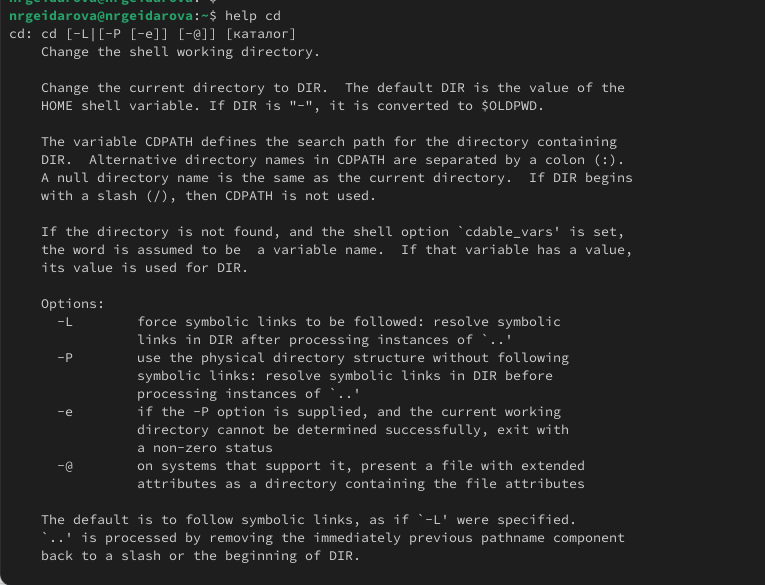 nrgeidarova@nrgeidarova:~$ help cd
cd: cd [-L|[-P [-e]] [-@]] [каталог]
    Change the shell working directory.

    Change the current directory to DIR.  The default DIR is the value of the
    HOME shell variable. If DIR is "-", it is converted to $OLDPWD.

    The variable CDPATH defines the search path for the directory containing
    DIR.  Alternative directory names in CDPATH are separated by a colon (:).
    A null directory name is the same as the current directory.  If DIR begins
    with a slash (/), then CDPATH is not used.

    If the directory is not found, and the shell option `cdable_vars' is set,
    the word is assumed to be  a variable name.  If that variable has a value,
    its value is used for DIR.

    Options:
      -L        force symbolic links to be followed: resolve symbolic
                links in DIR after processing instances of `..'
      -P        use the physical directory structure without following
                symbolic links: resolve symbolic links in DIR before
                processing instances of `..'
      -e        if the -P option is supplied, and the current working
                directory cannot be determined successfully, exit with
                a non-zero status
      -@        on systems that support it, present a file with extended
                attributes as a directory containing the file attributes

    The default is to follow symbolic links, as if `-L' were specified.
    `..' is processed by removing the immediately previous pathname component
    back to a slash or the beginning of DIR.